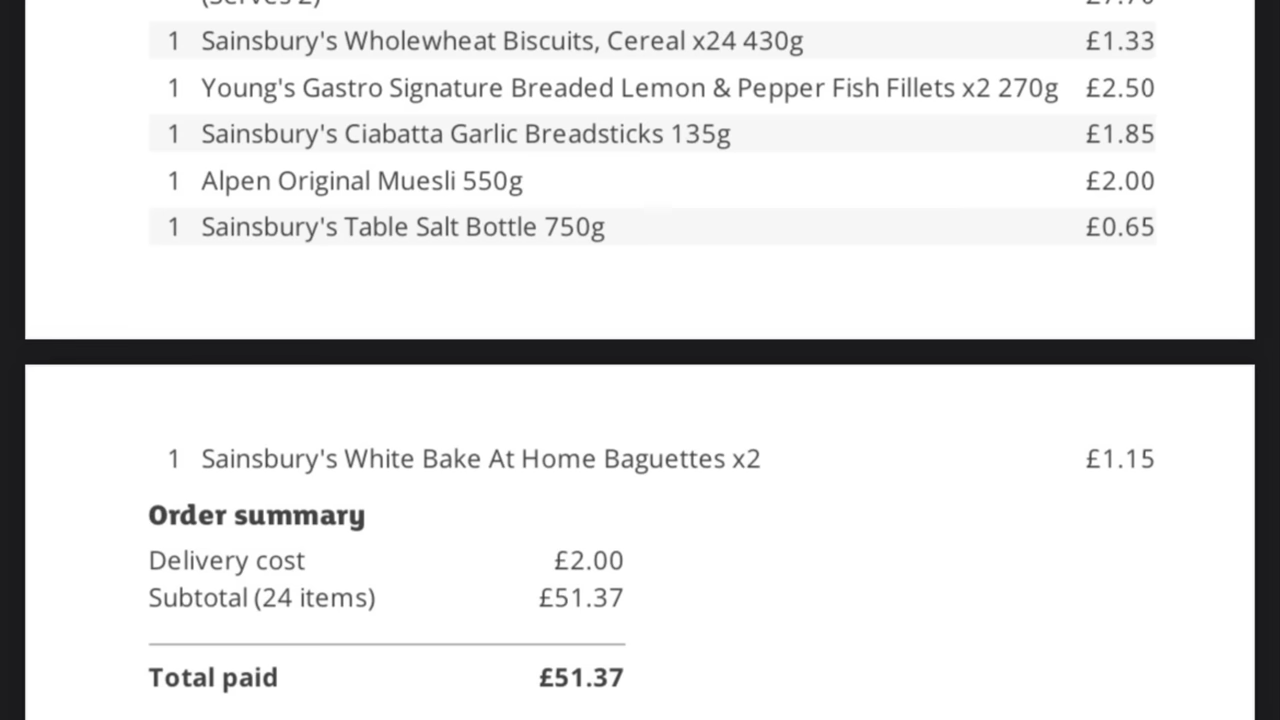 (Serves 2)
1 Sainsbury's Wholewheat Biscuits, Cereal x24 430g £1.33
1 Young's Gastro Signature Breaded Lemon & Pepper Fish Fillets x2 270g £2.50
1 Sainsbury's Ciabatta Garlic Breadsticks 135g £1.85
1 Alpen Original Muesli 550g £2.00
1 Sainsbury's Table Salt Bottle 750g £0.65
1 Sainsbury's White Bake At Home Baguettes x2 £1.15
Order summary
Delivery cost £2.00
Subtotal (24 items) £51.37
Total paid £51.37